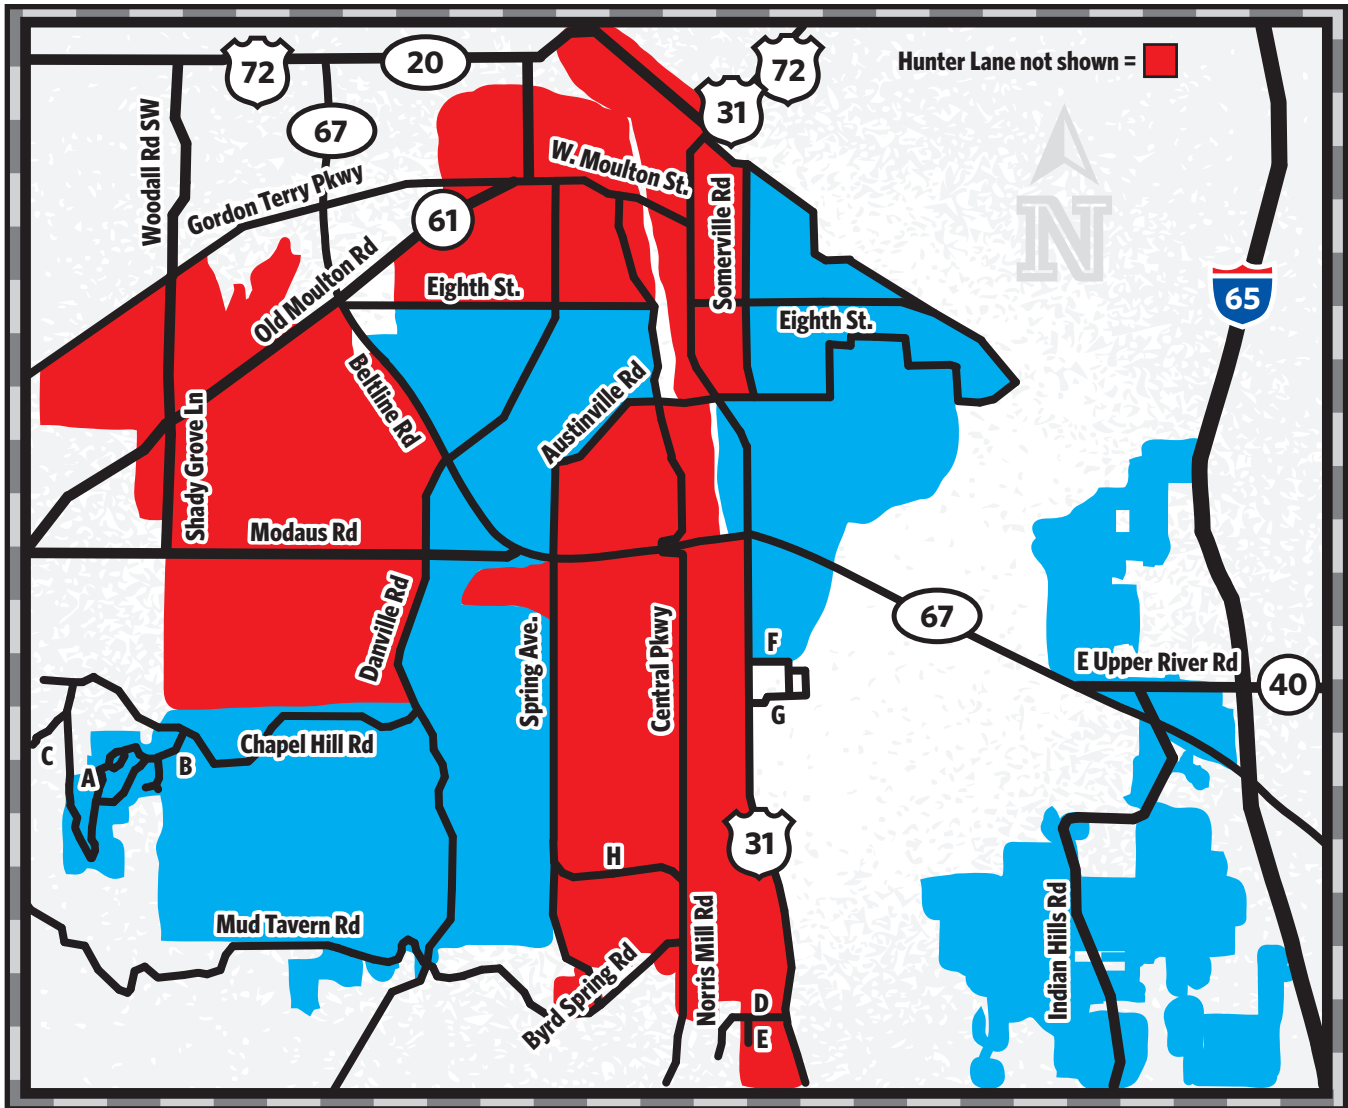 72
20
72
Hunter Lane not shown =
31
67
Woodall Rd SW
W. Moulton St.
Gordon Terry Pkwy
61
Somerville Rd
N
Old Moulton Rd
Eighth St.
Eighth St.
65
Beltline Rd
Austinville Rd
Shady Grove Ln
Modaus Rd
Danville Rd
Spring Ave.
Central Pkwy
67
F
E Upper River Rd
40
G
Chapel Hill Rd
C
A
B
31
H
Mud Tavern Rd
Norris Mill Rd
Indian Hills Rd
Byrd Spring Rd
D
E